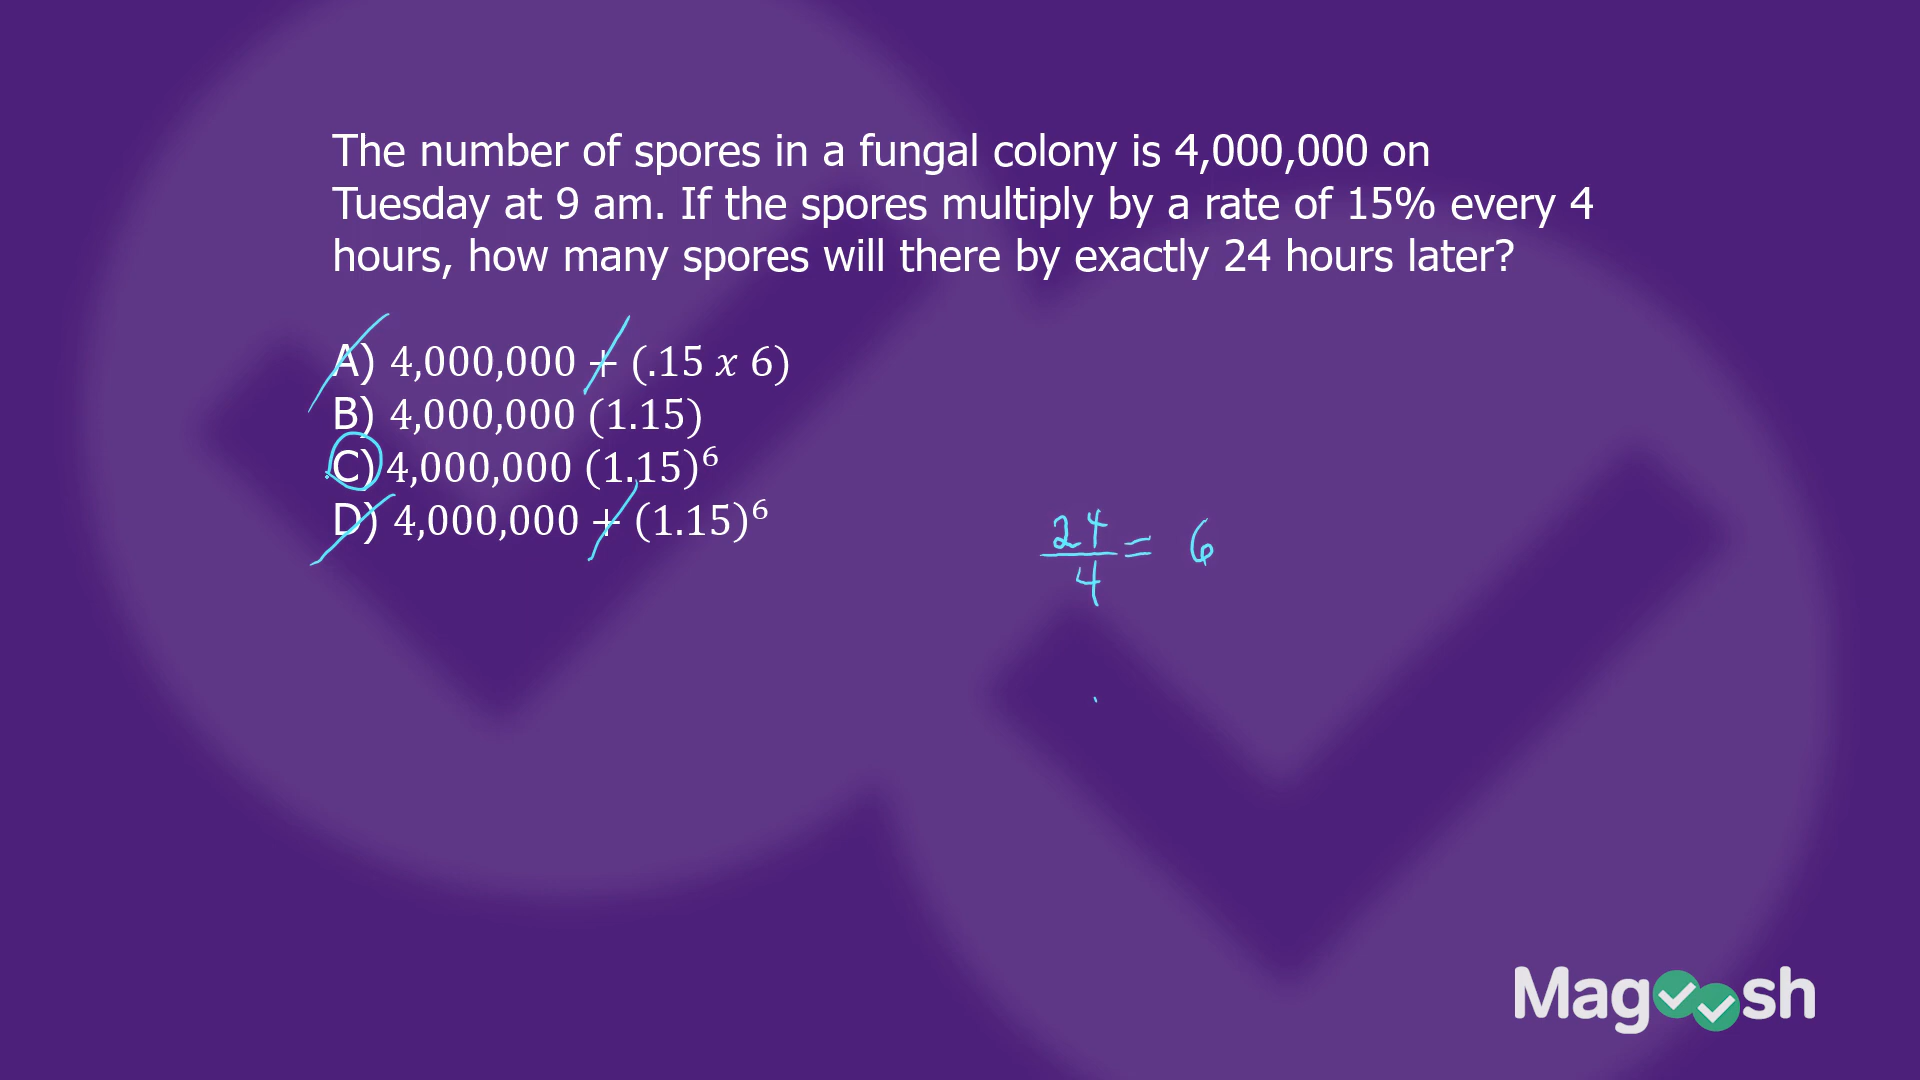 The number of spores in a fungal colony is 4,000,000 on
Tuesday at 9 am. If the spores multiply by a rate of 15% every 4
hours, how many spores will there by exactly 24 hours later?
A) 4,000,000 + (.15 x 6)
B) 4,000,000 (1.15)
C) 4,000,000 (1.15)⁶
D) 4,000,000 + (1.15)⁶
24/4 = 6
Magoosh